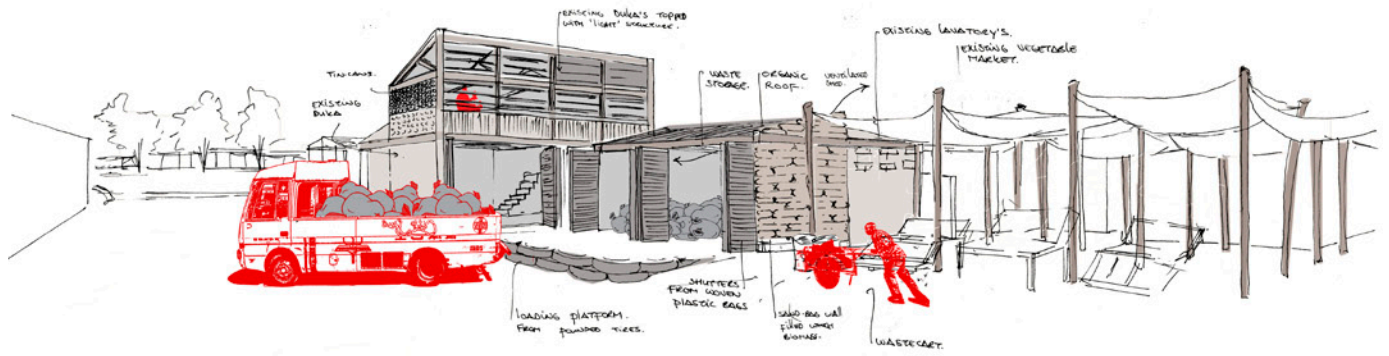 EXISTING DUKA'S TOPPED
WITH 'LIGHT' STRUCTURE.
TIN CANS.
EXISTING
DUKA
WASTE
STORAGE.
ORGANIC
ROOF.
VENTILATED
EXISTING LAVATORY'S.
EXISTING VEGETABLE
MARKET.
LOADING PLATFORM.
FROM POUNDED TIRES.
SHUTTERS
FROM WOVEN
PLASTIC BAGS
SAND-BAG WALL
FILLED WITH
BIOMASS.
WASTECART.